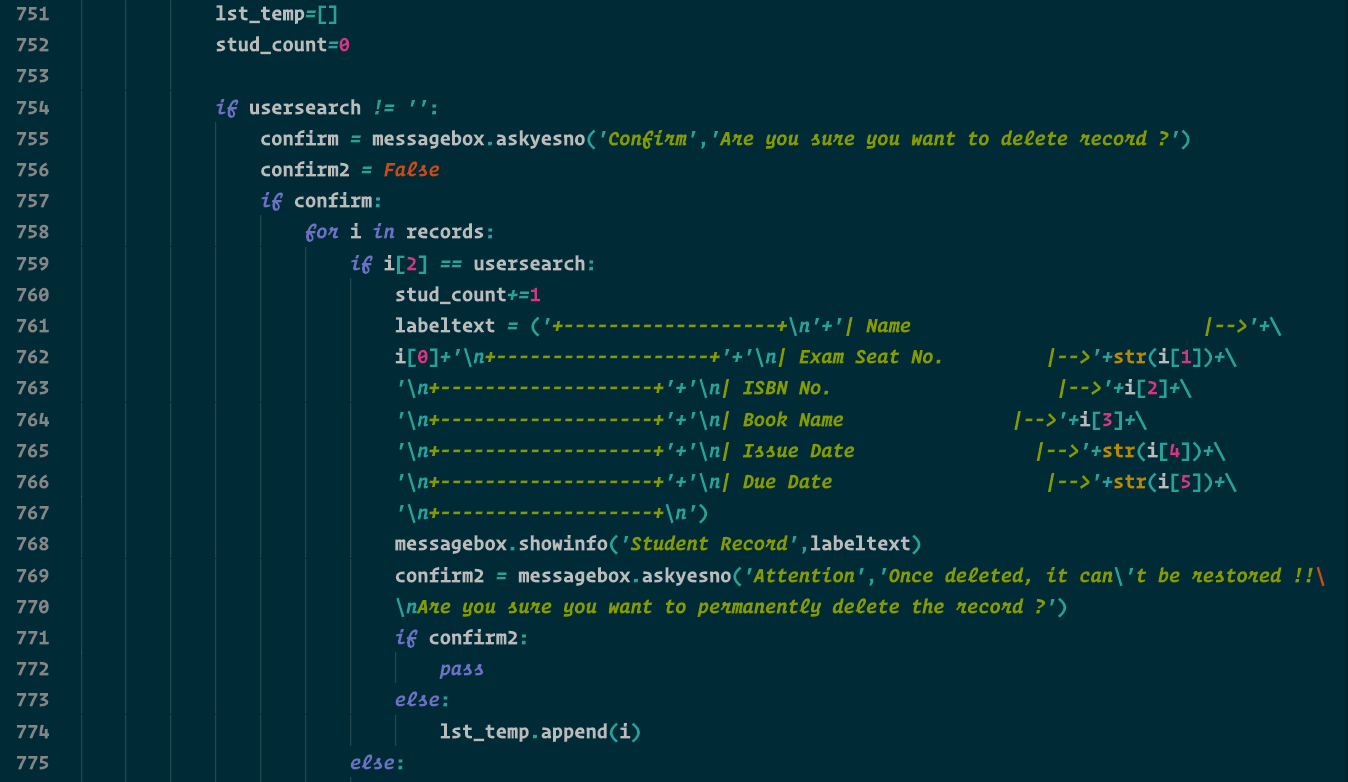 751 lst_temp=[]
752 stud_count=0
753
754 if usersearch != '':
755 confirm = messagebox.askyesno('Confirm','Are you sure you want to delete record ?')
756 confirm2 = False
757 if confirm:
758 for i in records:
759 if i[2] == usersearch:
760 stud_count+=1
761 labeltext = ('+-------------------+\n'+'| Name                          |-->'+\
762 i[0]+'\n+-------------------+'+'\n| Exam Seat No.         |-->'+str(i[1])+\
763 '\n+-------------------+'+'\n| ISBN No.                    |-->'+i[2]+\
764 '\n+-------------------+'+'\n| Book Name               |-->'+i[3]+\
765 '\n+-------------------+'+'\n| Issue Date                |-->'+str(i[4])+\
766 '\n+-------------------+'+'\n| Due Date                   |-->'+str(i[5])+\
767 '\n+-------------------+\n')
768 messagebox.showinfo('Student Record',labeltext)
769 confirm2 = messagebox.askyesno('Attention','Once deleted, it can\'t be restored !!\
770 \nAre you sure you want to permanently delete the record ?')
771 if confirm2:
772 pass
773 else:
774 lst_temp.append(i)
775 else: